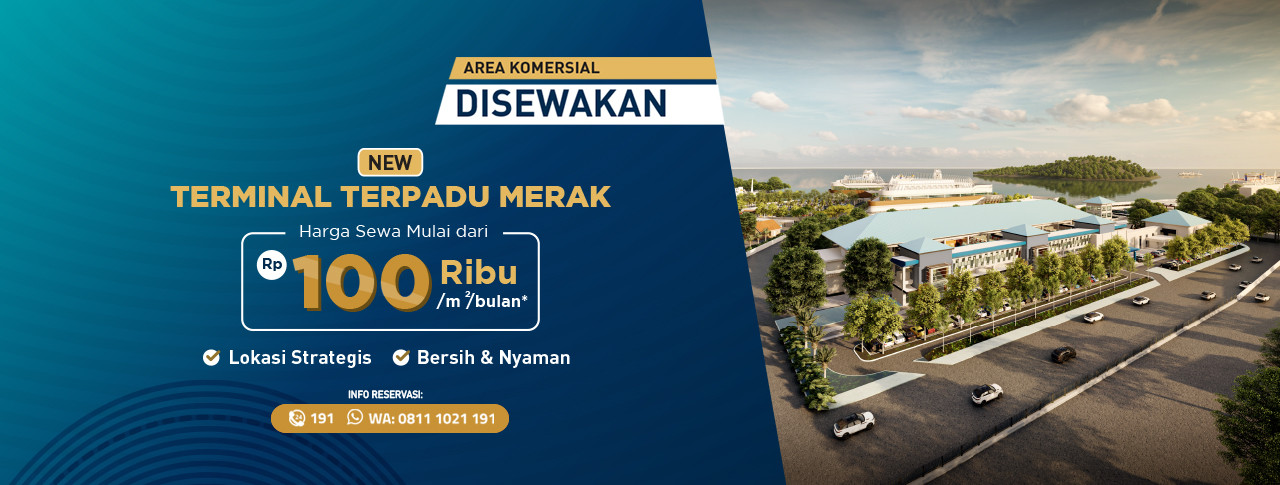 AREA KOMERSIAL
DISEWAKAN
NEW
TERMINAL TERPADU MERAK
Harga Sewa Mulai dari
Rp 100 Ribu
/m²/bulan*
Lokasi Strategis Bersih & Nyaman
INFO RESERVASI:
24 191 WA: 0811 1021 191